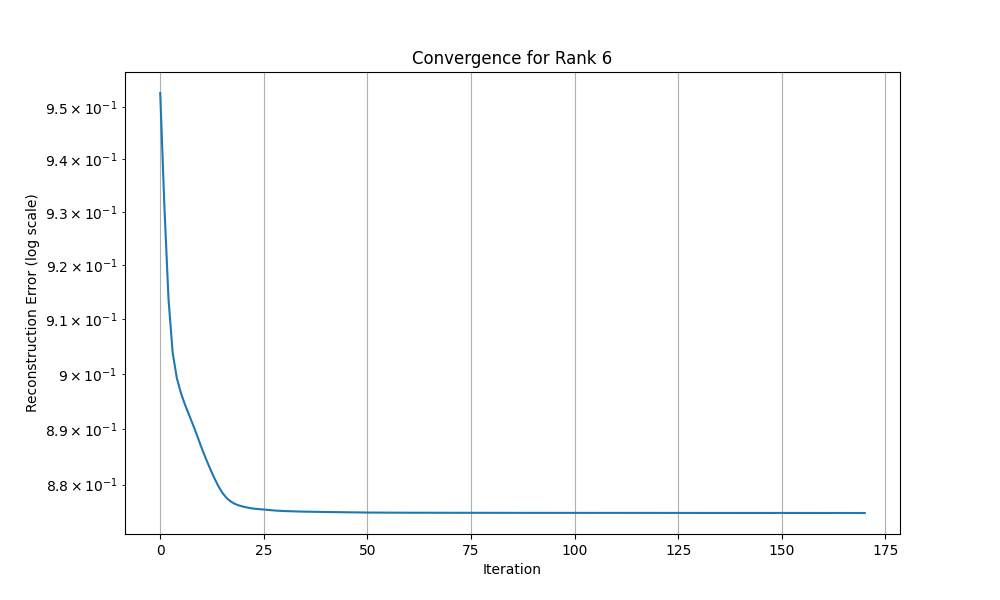 Convergence for Rank 6
Reconstruction Error (log scale)
9.5 × 10⁻¹
9.4 × 10⁻¹
9.3 × 10⁻¹
9.2 × 10⁻¹
9.1 × 10⁻¹
9 × 10⁻¹
8.9 × 10⁻¹
8.8 × 10⁻¹
0 25 50 75 100 125 150 175
Iteration